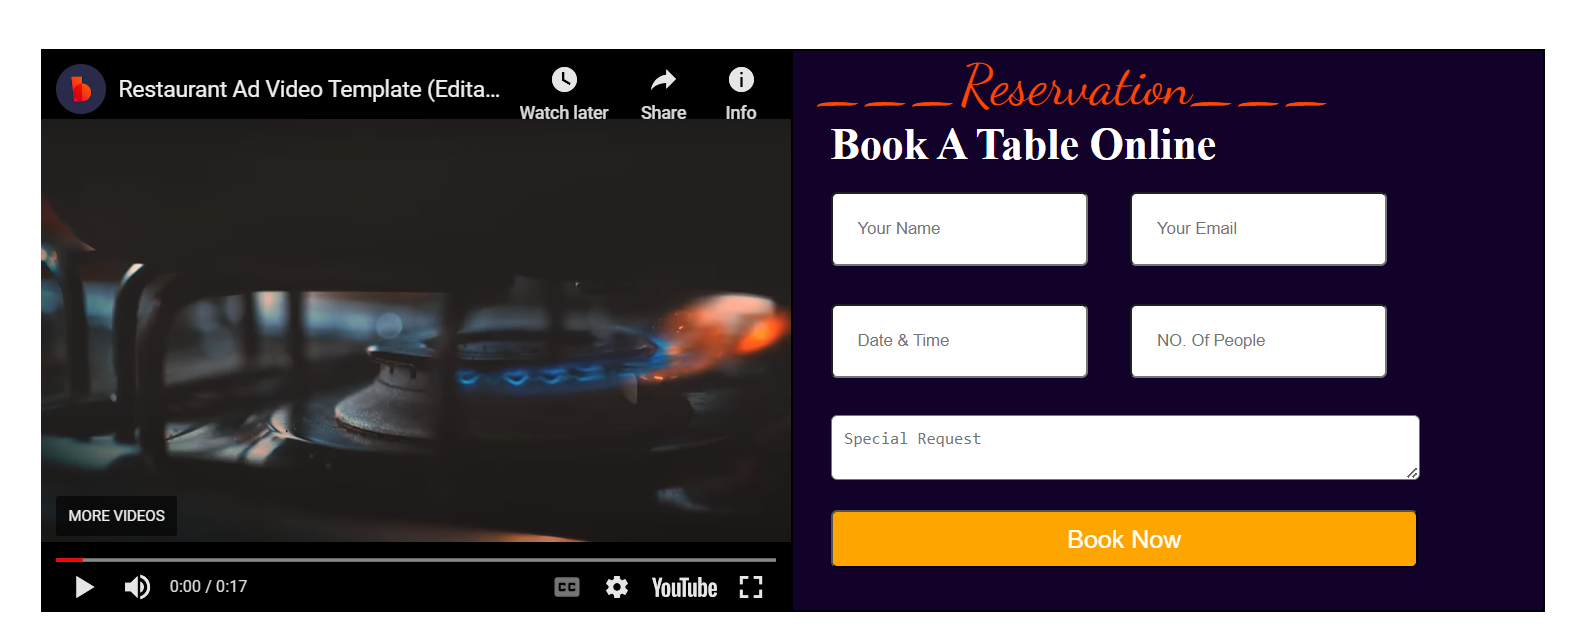 Restaurant Ad Video Template (Edita...
Watch later
Share
Info
MORE VIDEOS
0:00 / 0:17
CC
YouTube
___Reservation___
Book A Table Online
Your Name
Your Email
Date & Time
NO. Of People
Special Request
Book Now